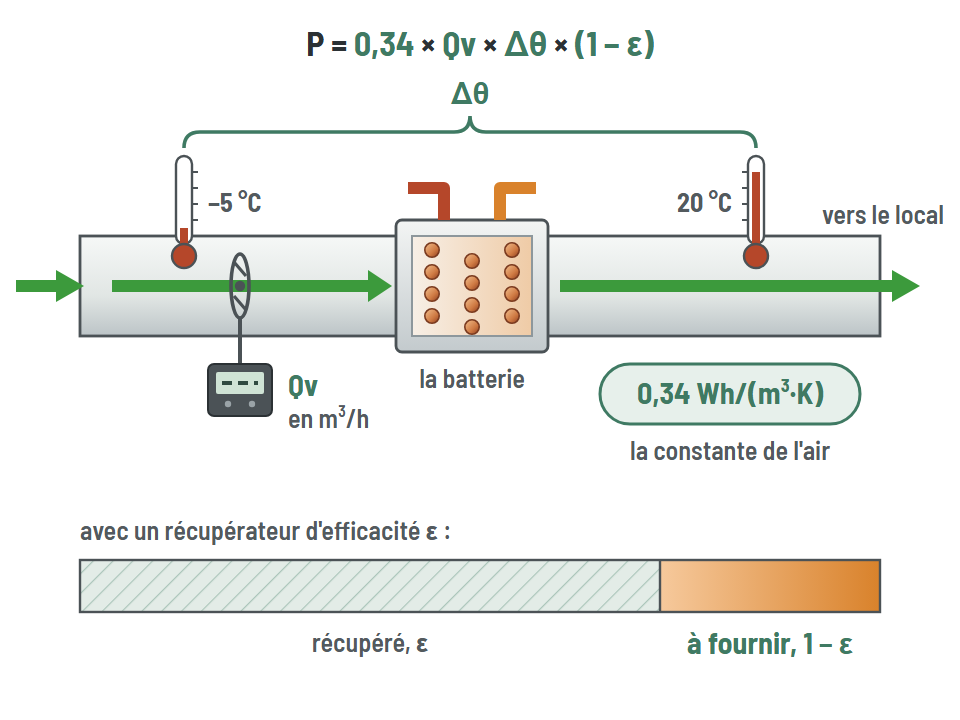 P = 0,34 × Qv × Δθ × (1 – ε)
Δθ
–5 °C
20 °C
vers le local
Qv
en m³/h
la batterie
0,34 Wh/(m³·K)
la constante de l'air
avec un récupérateur d'efficacité ε :
récupéré, ε
à fournir, 1 – ε